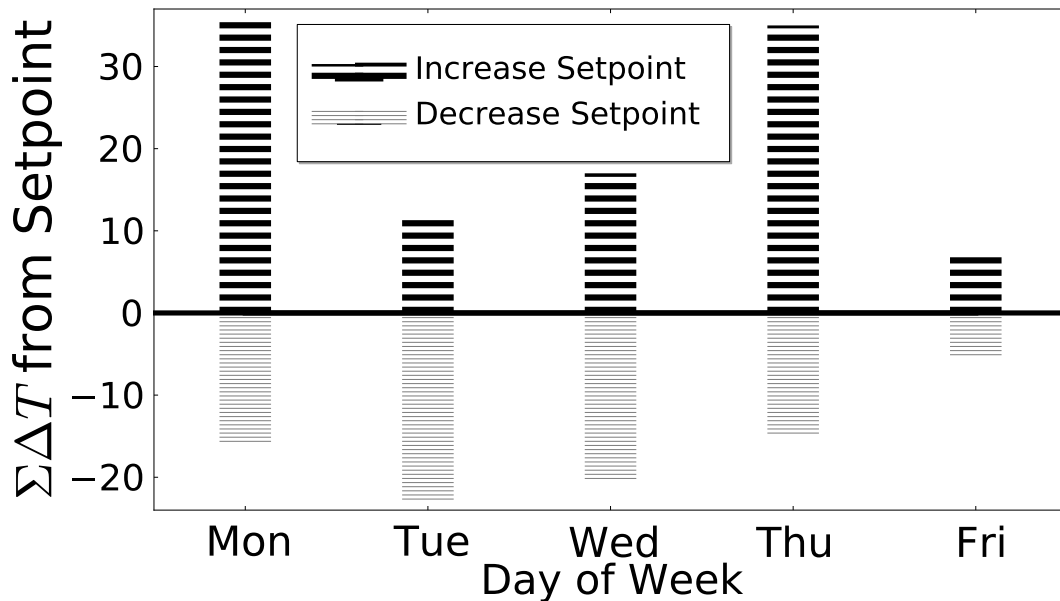 ΣΔT from Setpoint
30
20
10
0
−10
−20
Increase Setpoint
Decrease Setpoint
Mon Tue Wed Thu Fri
Day of Week